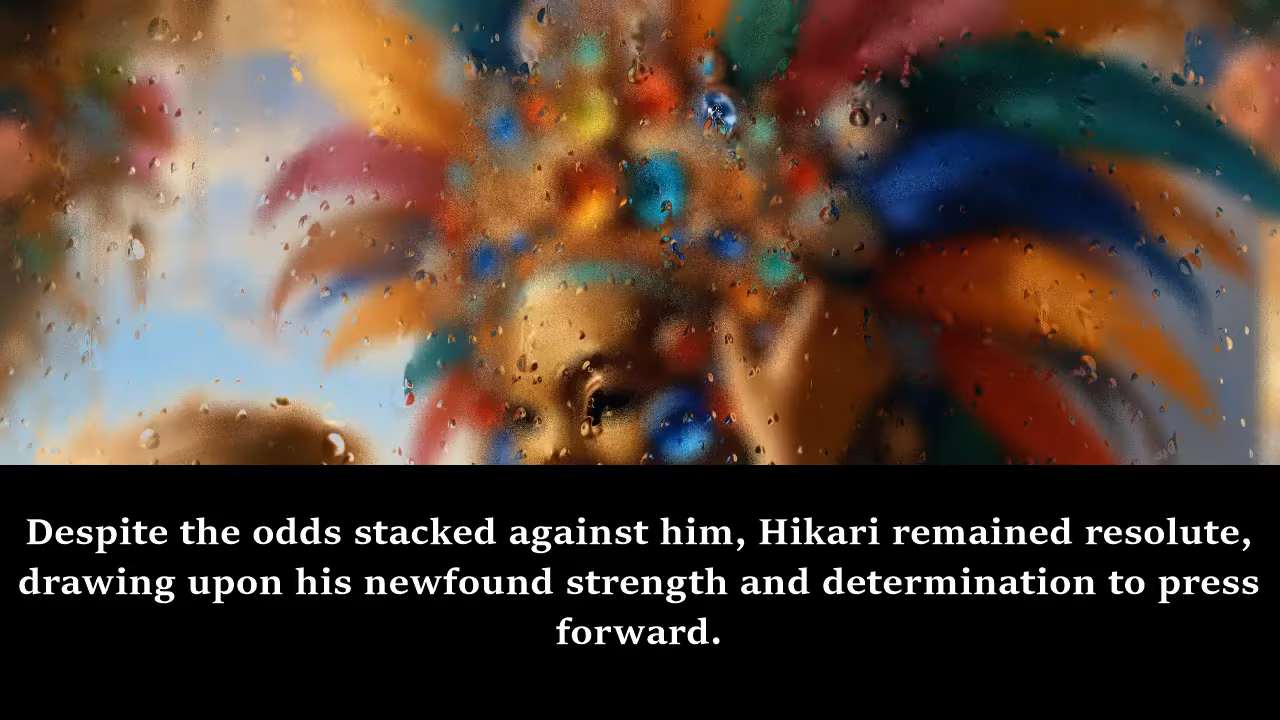 Despite the odds stacked against him, Hikari remained resolute,
drawing upon his newfound strength and determination to press
forward.